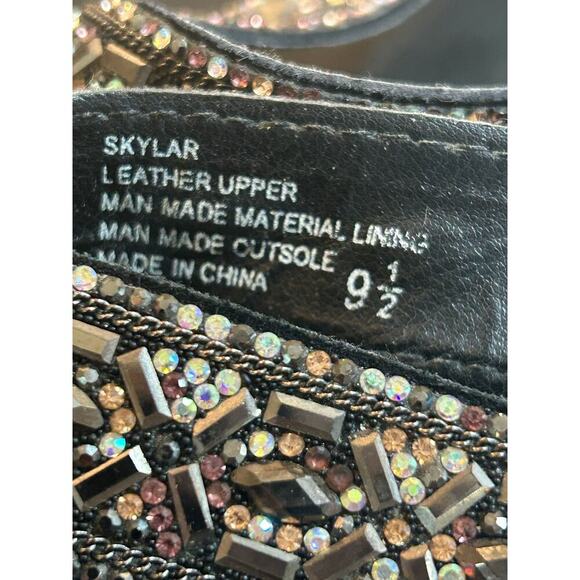 SKYLAR
LEATHER UPPER
MAN MADE MATERIAL LINING
MAN MADE OUTSOLE
MADE IN CHINA
9 1/2